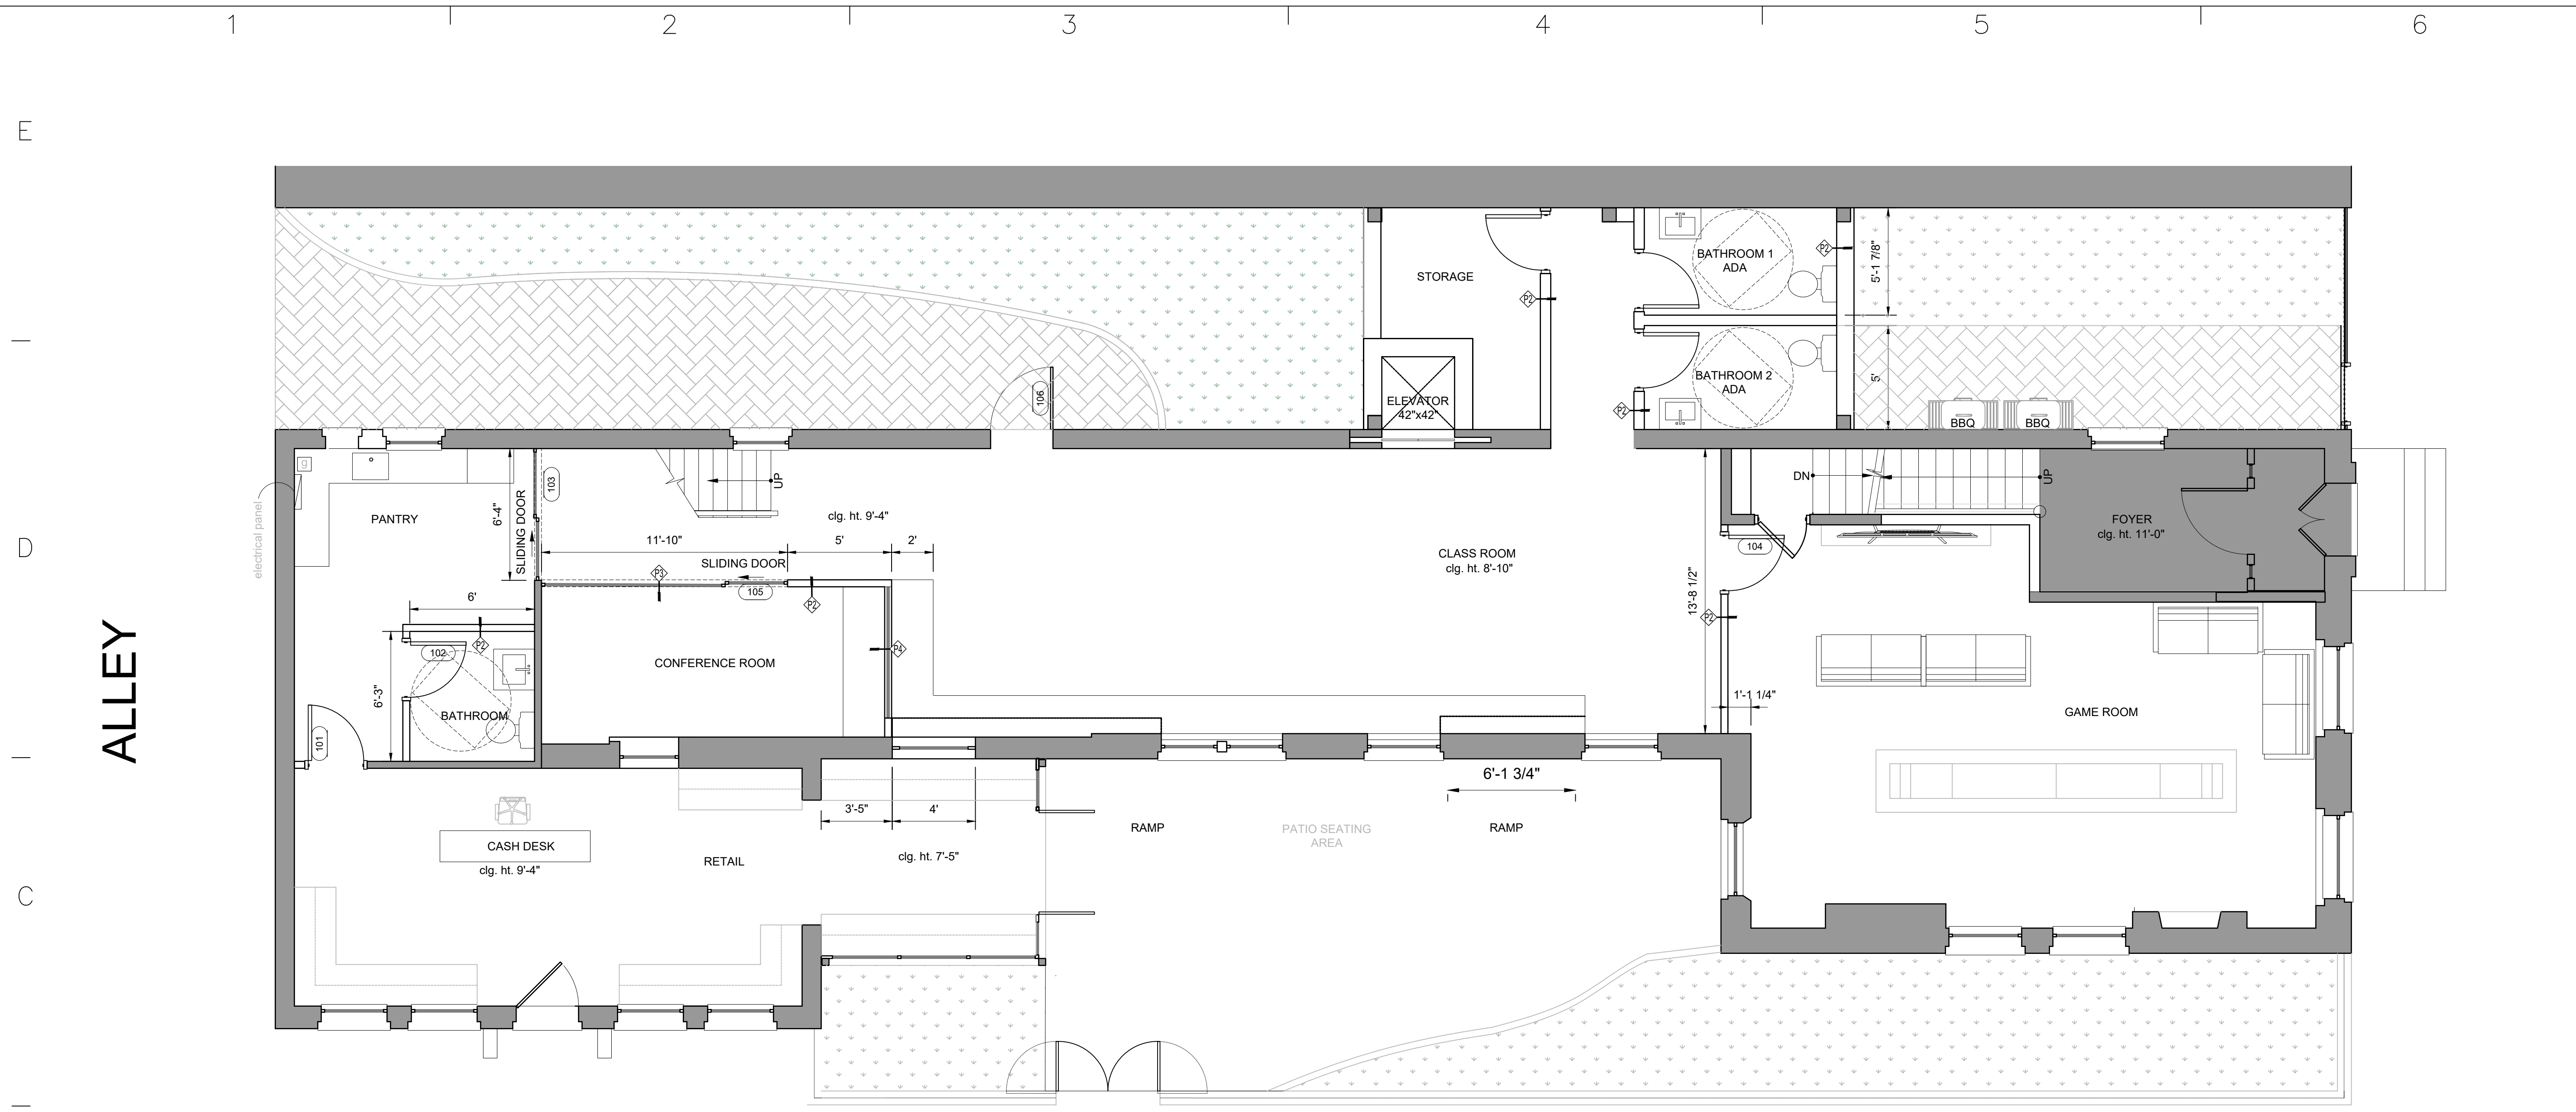 1
2
3
4
5
6
E
D
C
ALLEY
electrical panel
g
PANTRY
6'-4"
SLIDING DOOR
103
UP
clg. ht. 9'-4"
11'-10"
5'
2'
SLIDING DOOR
P3
105
P2
P4
CONFERENCE ROOM
6'
P2
102
6'-3"
BATHROOM
101
106
STORAGE
P2
ELEVATOR
42"x42"
BATHROOM 1
ADA
P2
BATHROOM 2
ADA
P2
5'-1 7/8"
5'
BBQ
BBQ
CLASS ROOM
clg. ht. 8'-10"
13'-8 1/2"
P2
104
DN
UP
FOYER
clg. ht. 11'-0"
1'-1 1/4"
GAME ROOM
CASH DESK
clg. ht. 9'-4"
RETAIL
3'-5"
4'
clg. ht. 7'-5"
RAMP
PATIO SEATING
AREA
6'-1 3/4"
RAMP